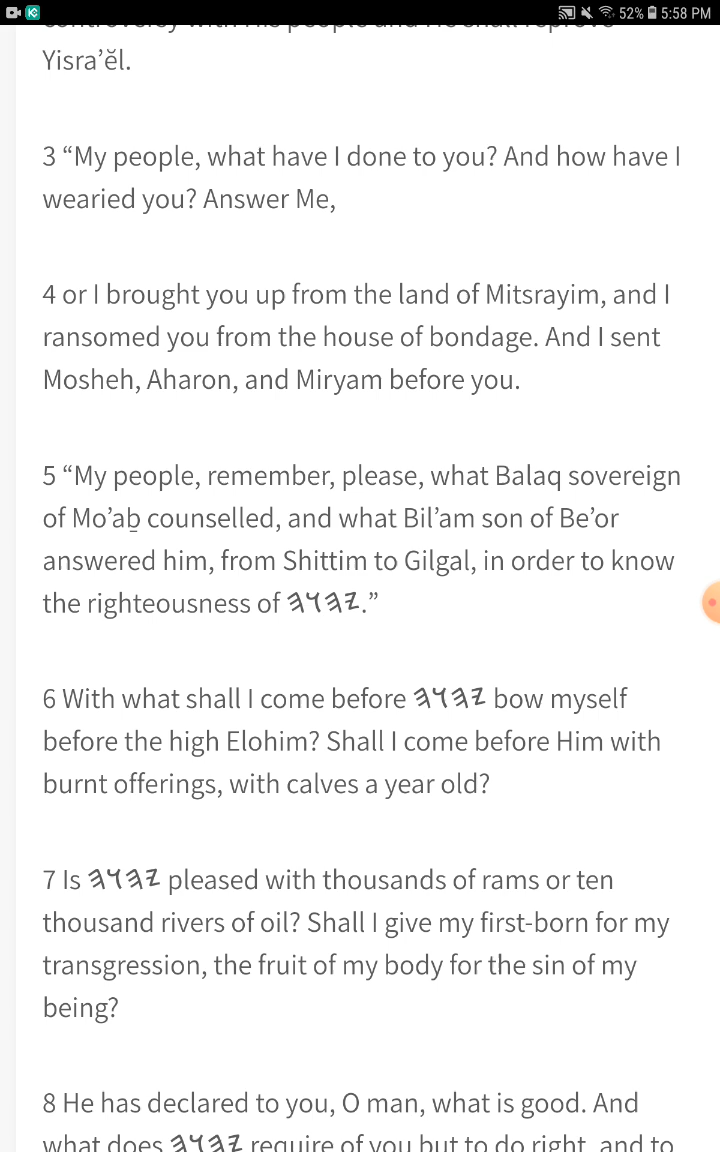 52% 5:58 PM
controversy with His people and He shall reprove
Yisra’ĕl.
3 “My people, what have I done to you? And how have I
wearied you? Answer Me,
4 or I brought you up from the land of Mitsrayim, and I
ransomed you from the house of bondage. And I sent
Mosheh, Aharon, and Miryam before you.
5 “My people, remember, please, what Balaq sovereign
of Mo’aḇ counselled, and what Bil’am son of Be’or
answered him, from Shittim to Gilgal, in order to know
the righteousness of 𐤉𐤄𐤅𐤄.”
6 With what shall I come before 𐤉𐤄𐤅𐤄 bow myself
before the high Elohim? Shall I come before Him with
burnt offerings, with calves a year old?
7 Is 𐤉𐤄𐤅𐤄 pleased with thousands of rams or ten
thousand rivers of oil? Shall I give my first-born for my
transgression, the fruit of my body for the sin of my
being?
8 He has declared to you, O man, what is good. And
what does 𐤉𐤄𐤅𐤄 require of you but to do right, and to